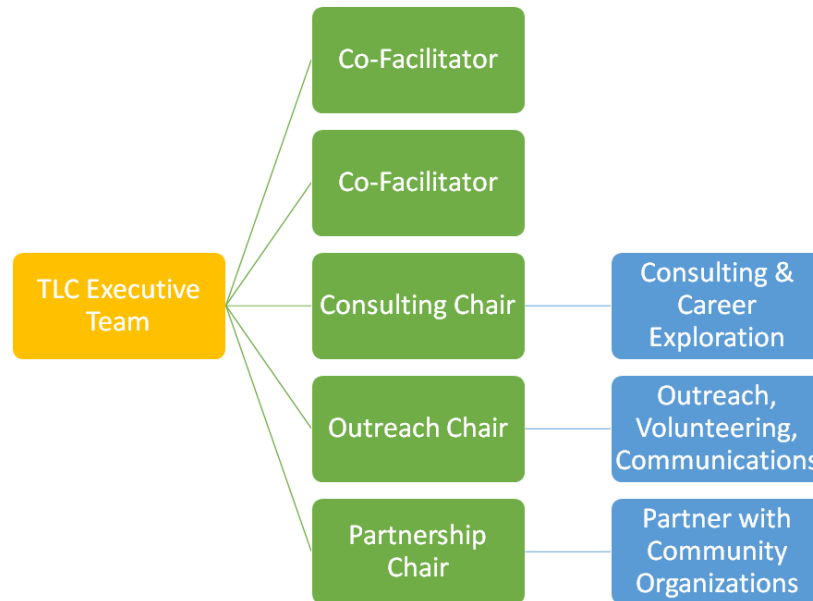 Co-Facilitator
Co-Facilitator
TLC Executive
Team
Consulting Chair
Consulting &
Career
Exploration
Outreach Chair
Outreach,
Volunteering,
Communications
Partnership
Chair
Partner with
Community
Organizations